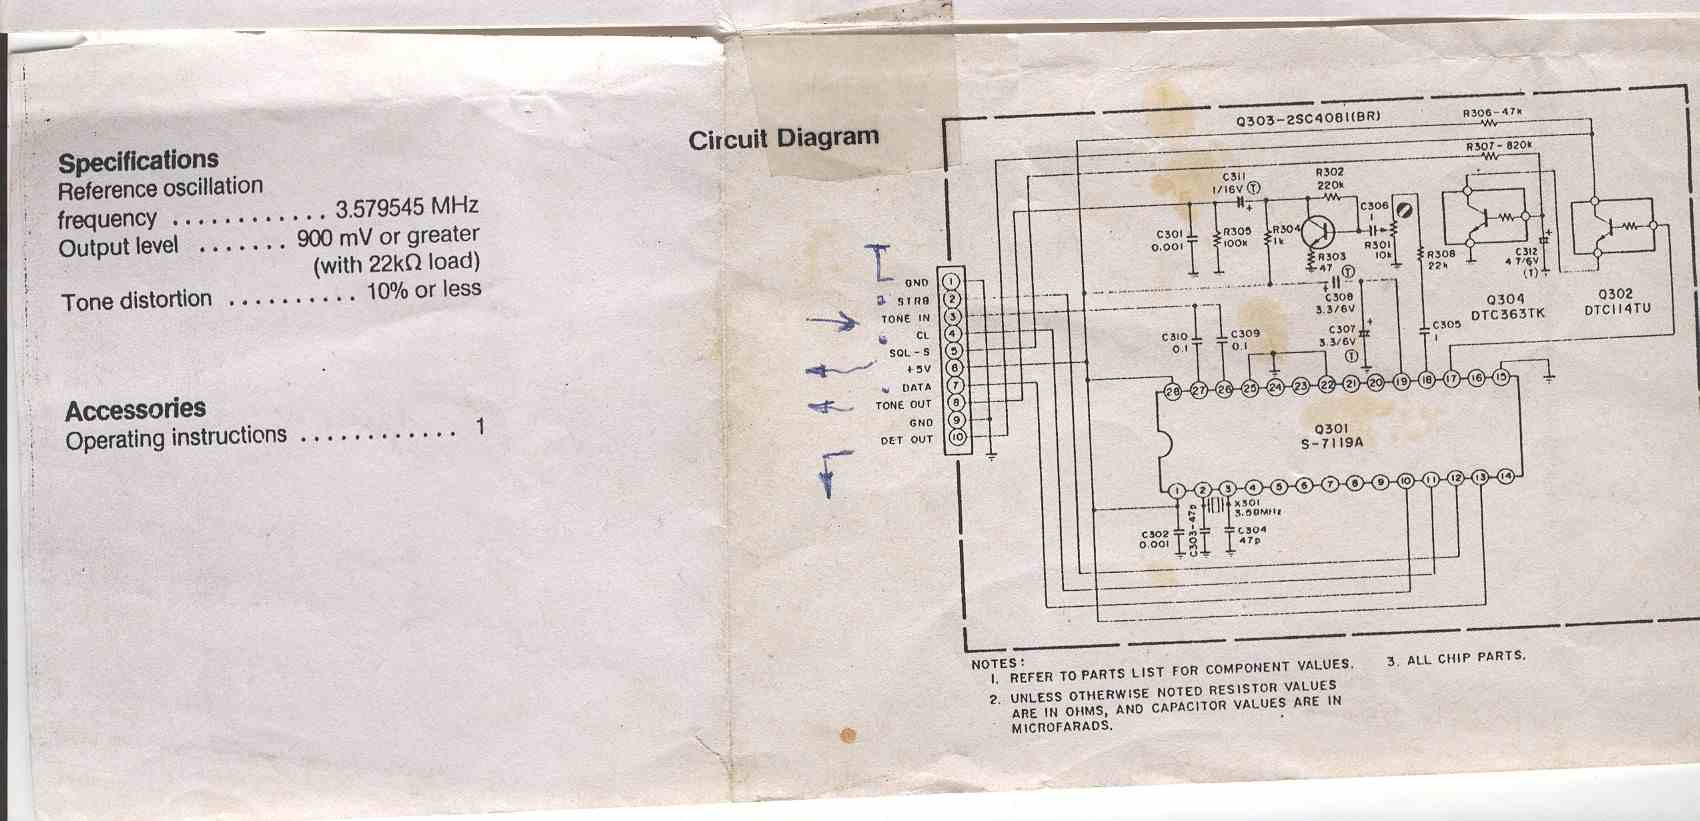 Specifications
Reference oscillation
frequency ............ 3.579545 MHz
Output level ....... 900 mV or greater
(with 22kΩ load)
Tone distortion .......... 10% or less
Accessories
Operating instructions ............ 1
Circuit Diagram
Q303-2SC4081(BR)
R306-47k
R307-820k
C311
1/16V (T)
+
R302
220k
C306
1
C301
0.001
R305
100k
R304
1k
R303
47
R301
10k
R308
22k
C312
4.7/6V
(T)
Q304
DTC363TK
Q302
DTC114TU
C308
3.3/6V
C307
3.3/6V
(T)
C305
1
C310
0.1
C309
0.1
GND 1
STRB 2
TONE IN 3
CL 4
SQL-S 5
+5V 6
DATA 7
TONE OUT 8
GND 9
DET OUT 10
28 27 26 25 24 23 22 21 20 19 18 17 16 15
Q301
S-7119A
1 2 3 4 5 6 7 8 9 10 11 12 13 14
X301
3.58MHz
C302
0.001
C303-47p
C304
47p
NOTES:
1. REFER TO PARTS LIST FOR COMPONENT VALUES.
2. UNLESS OTHERWISE NOTED RESISTOR VALUES
ARE IN OHMS, AND CAPACITOR VALUES ARE IN
MICROFARADS.
3. ALL CHIP PARTS.